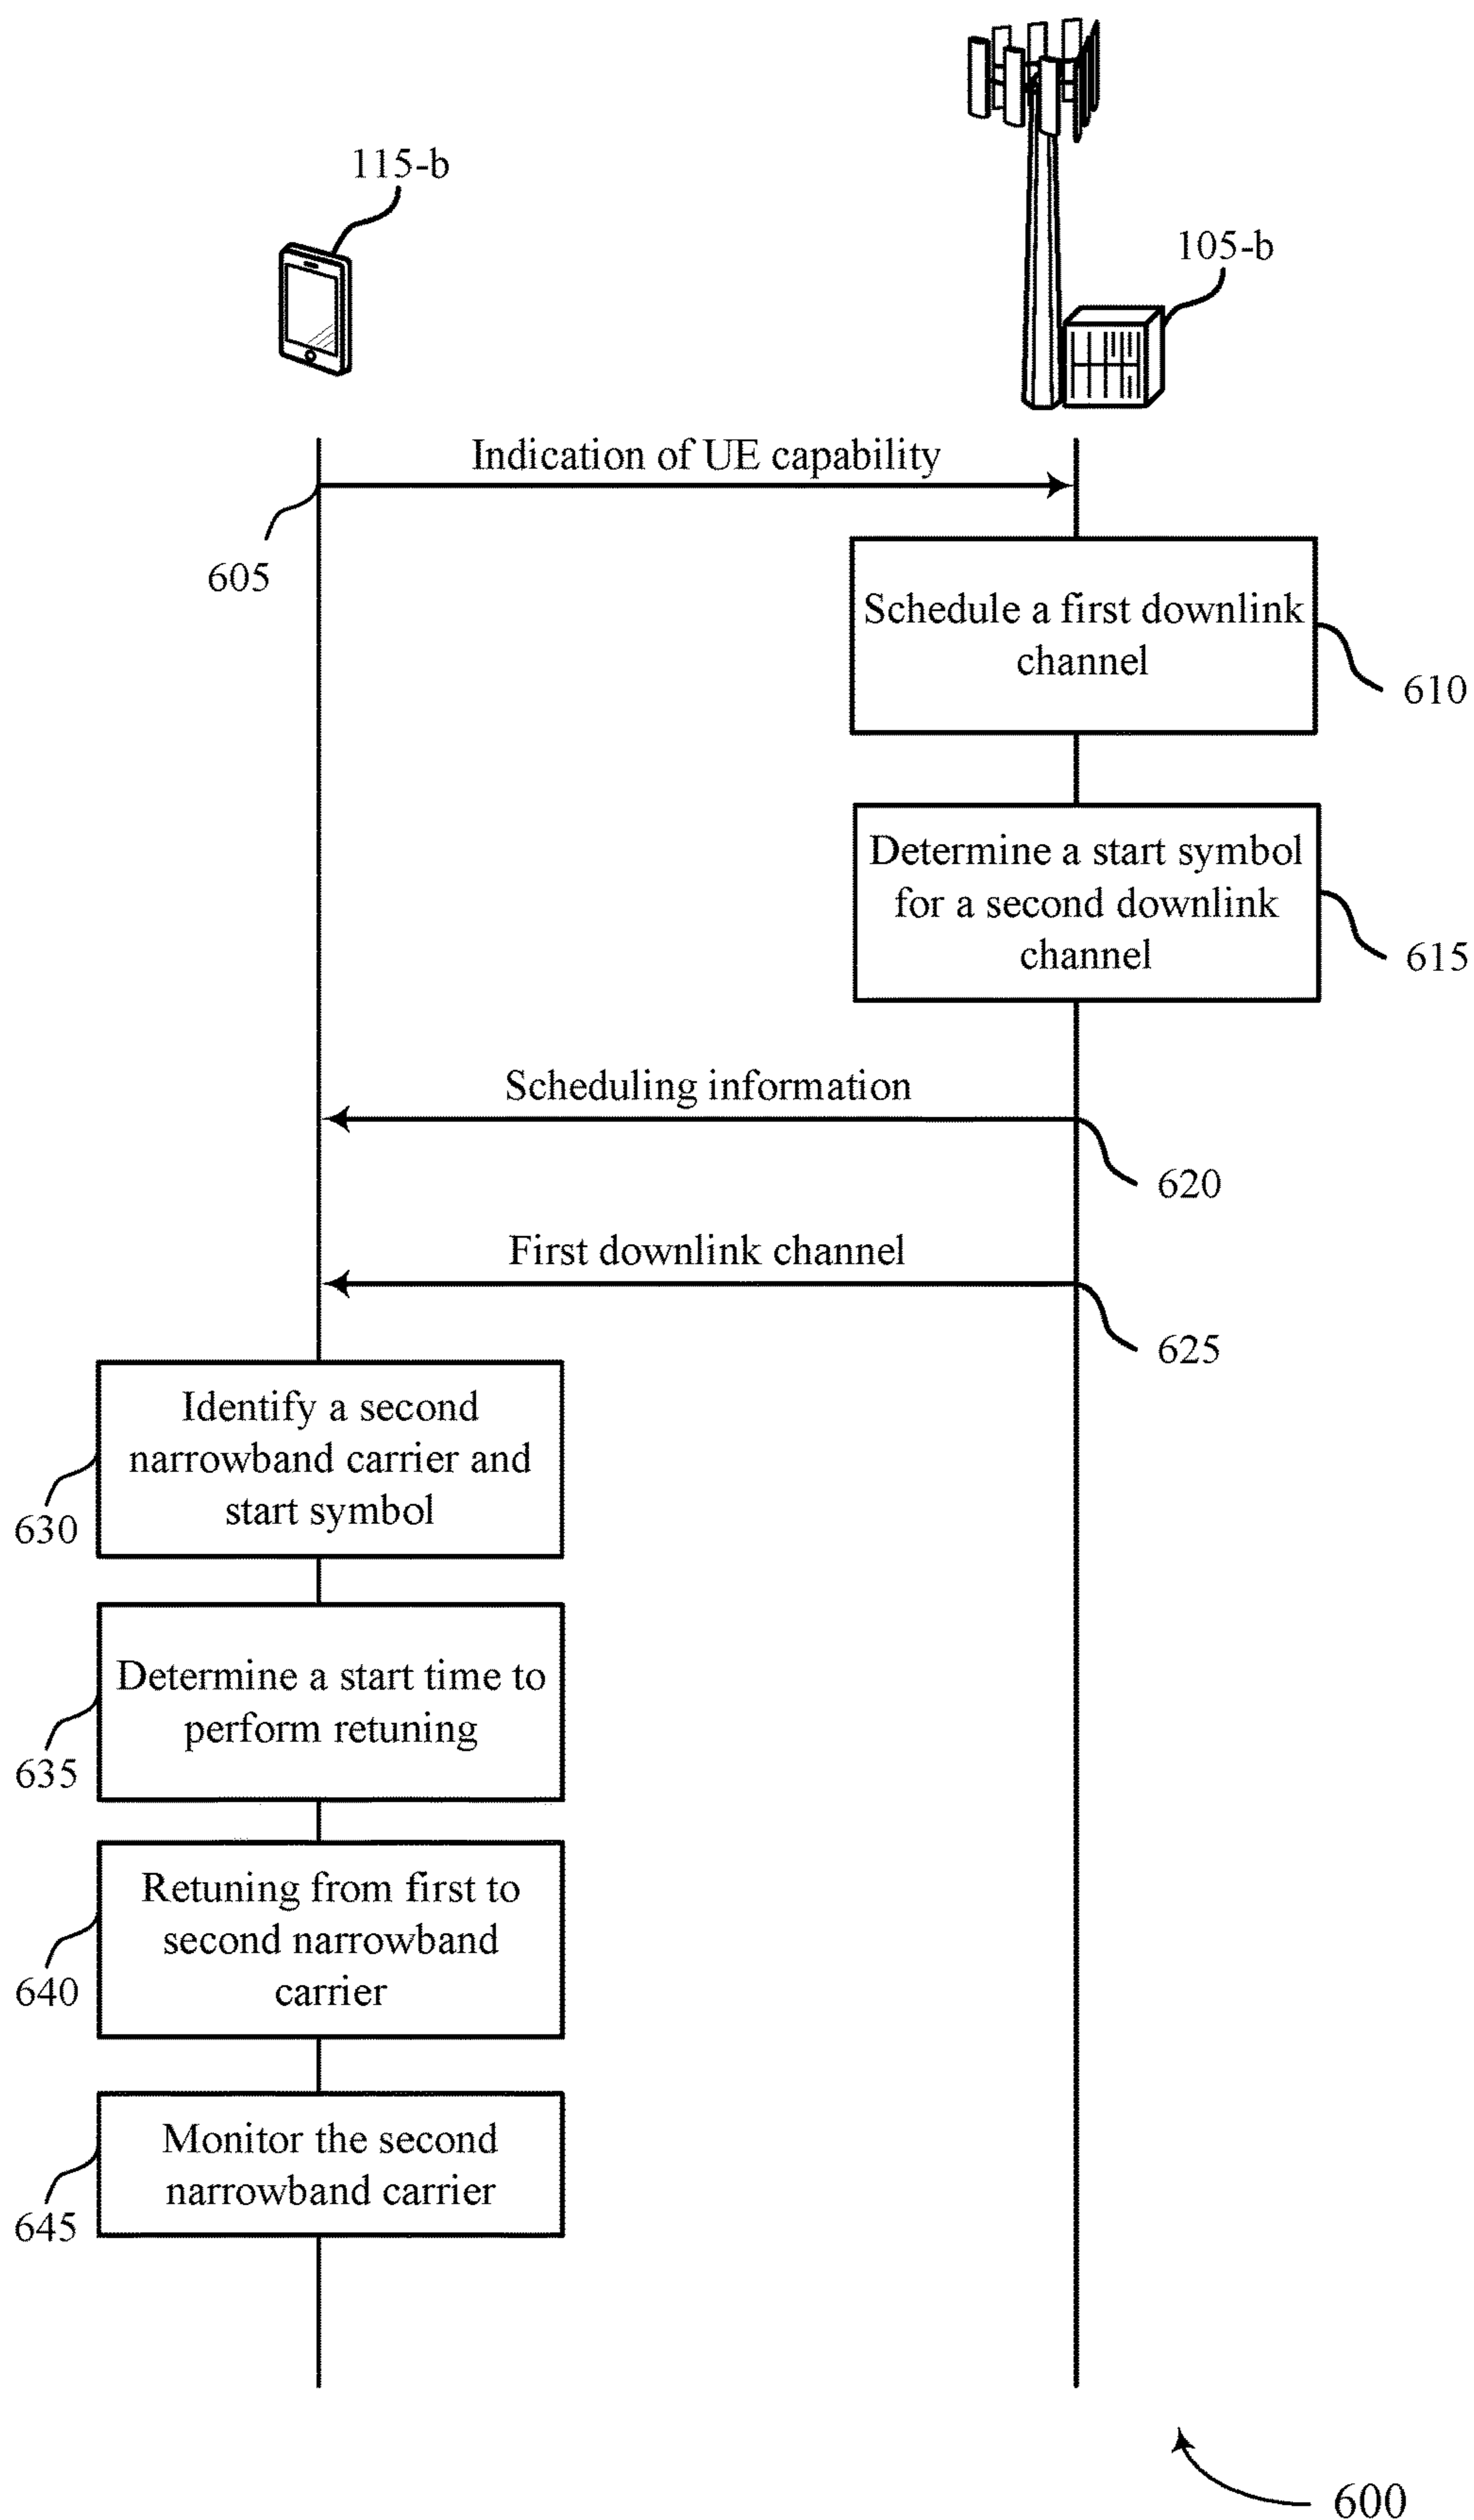 115-b
105-b
Indication of UE capability
605
Schedule a first downlink
channel
610
Determine a start symbol
for a second downlink
channel
615
Scheduling information
620
First downlink channel
625
Identify a second
narrowband carrier and
start symbol
630
Determine a start time to
perform retuning
635
Retuning from first to
second narrowband
carrier
640
Monitor the second
narrowband carrier
645
600